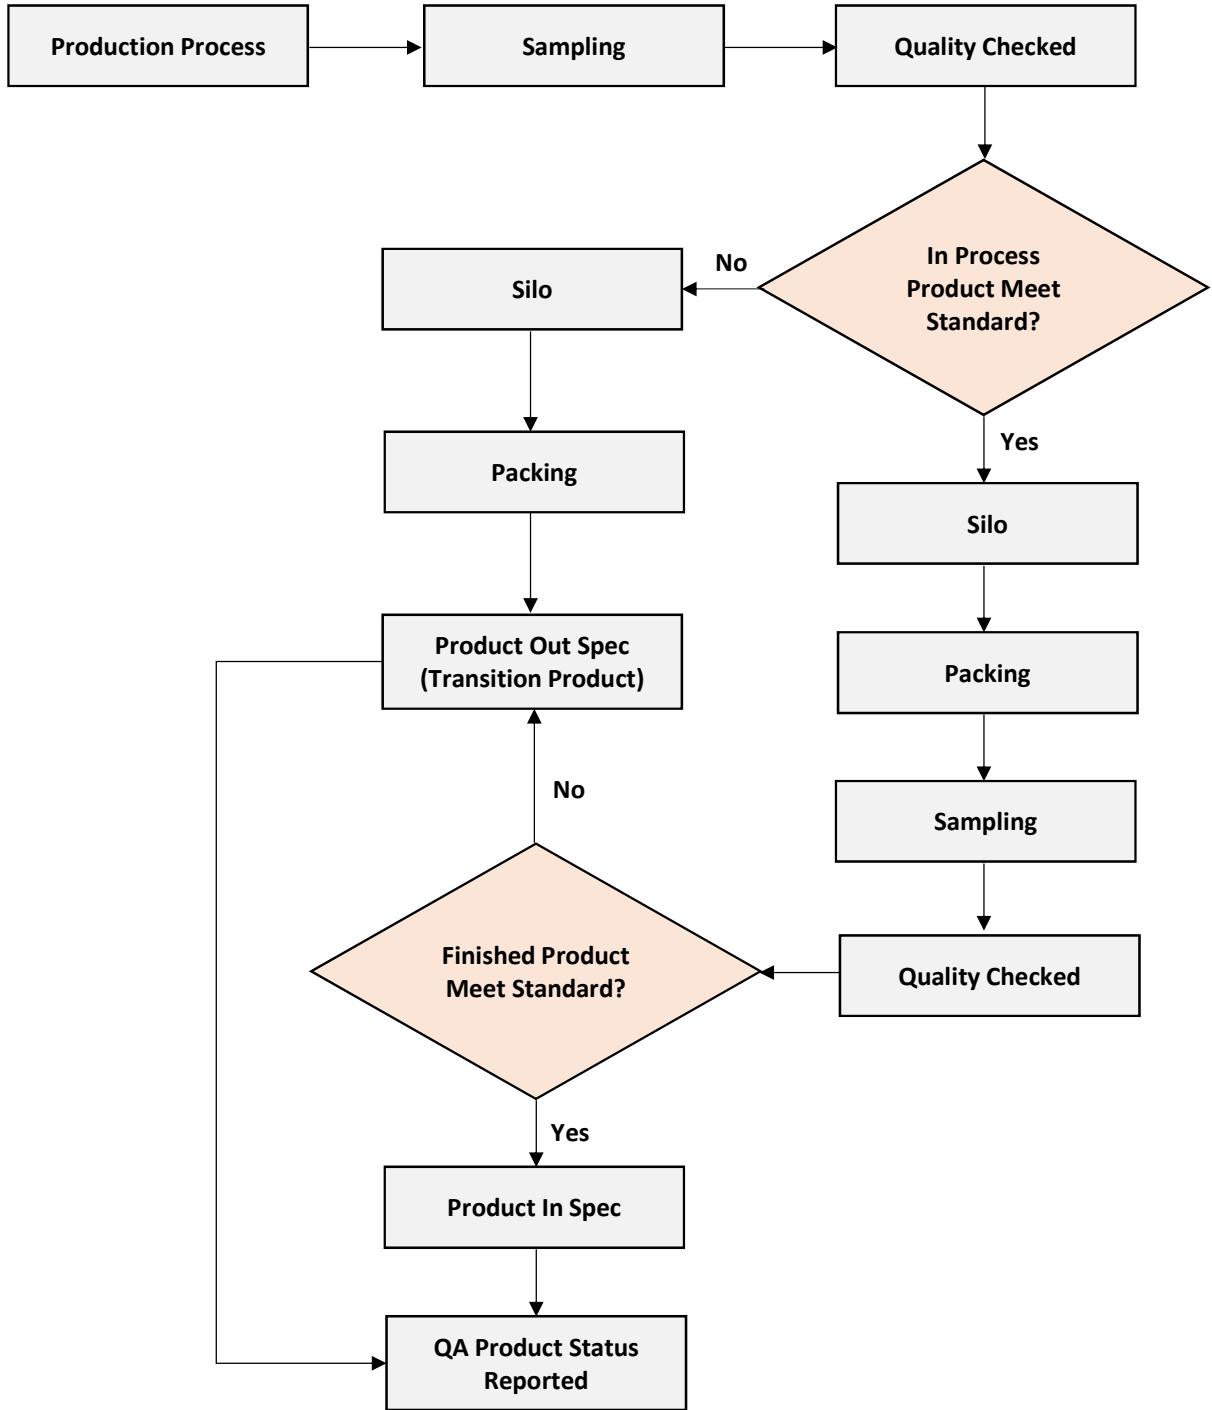 Production Process
Sampling
Quality Checked
In Process
Product Meet
Standard?
No
Silo
Packing
Product Out Spec
(Transition Product)
Yes
Silo
Packing
Sampling
Quality Checked
Finished Product
Meet Standard?
No
Yes
Product In Spec
QA Product Status
Reported